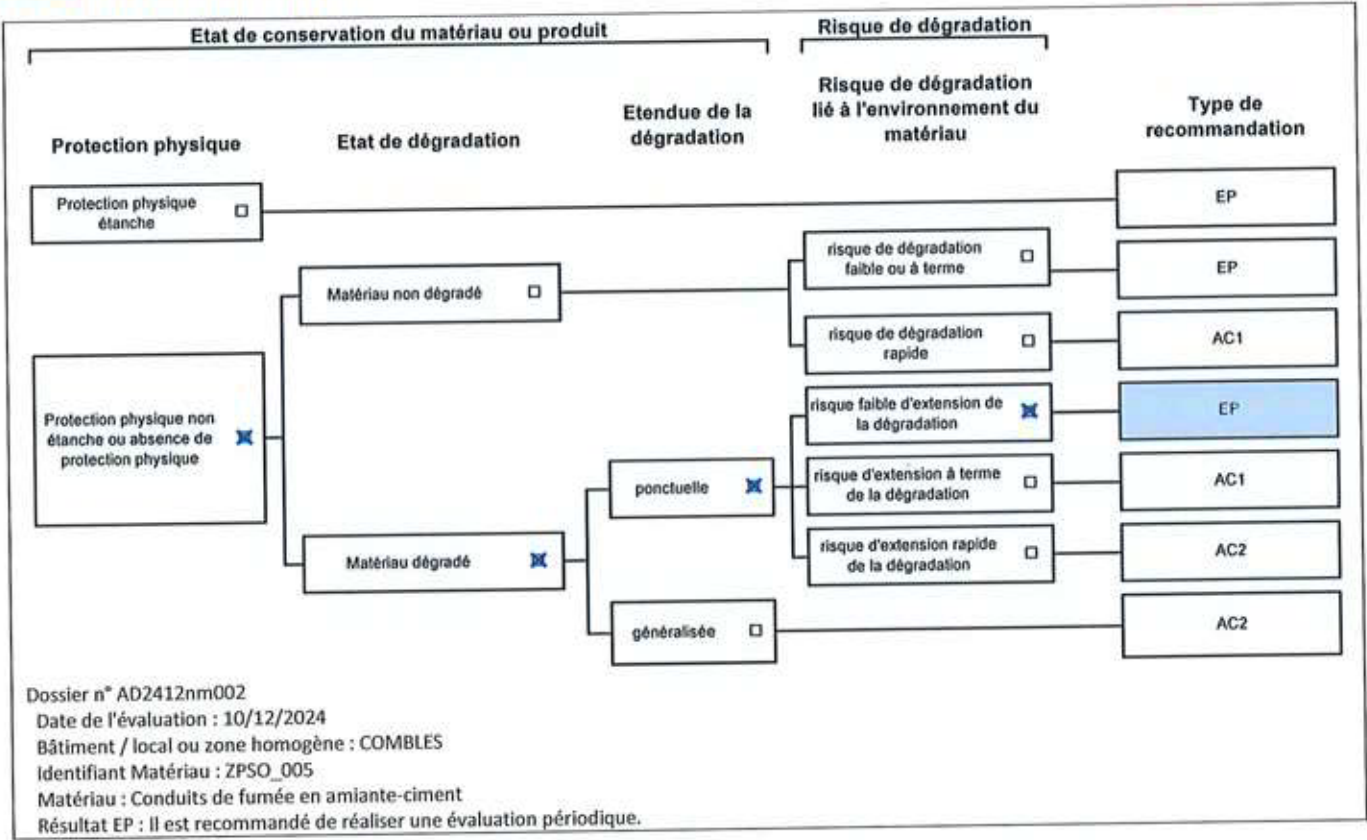 Etat de conservation du matériau ou produit
Risque de dégradation
Protection physique
Etat de dégradation
Etendue de la
dégradation
Risque de dégradation
lié à l'environnement du
matériau
Type de
recommandation
Protection physique
étanche
EP
Matériau non dégradé
risque de dégradation
faible ou à terme
EP
risque de dégradation
rapide
AC1
Protection physique non
étanche ou absence de
protection physique
risque faible d'extension de
la dégradation
EP
ponctuelle
risque d'extension à terme
de la dégradation
AC1
Matériau dégradé
risque d'extension rapide
de la dégradation
AC2
généralisée
AC2
Dossier n° AD2412nm002
Date de l'évaluation : 10/12/2024
Bâtiment / local ou zone homogène : COMBLES
Identifiant Matériau : ZPSO_005
Matériau : Conduits de fumée en amiante-ciment
Résultat EP : Il est recommandé de réaliser une évaluation périodique.